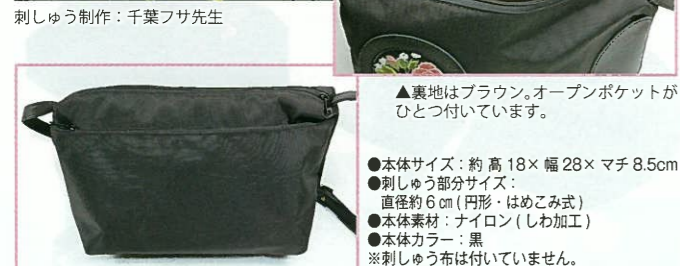 刺しゅう制作：千葉フサ先生
▲裏地はブラウン。オープンポケットが
ひとつ付いています。
●本体サイズ：約 高 18× 幅 28× マチ 8.5cm
●刺しゅう部分サイズ：
直径約 6 ㎝ ( 円形・はめこみ式 )
●本体素材：ナイロン ( しわ加工 )
●本体カラー：黒
※刺しゅう布は付いていません。